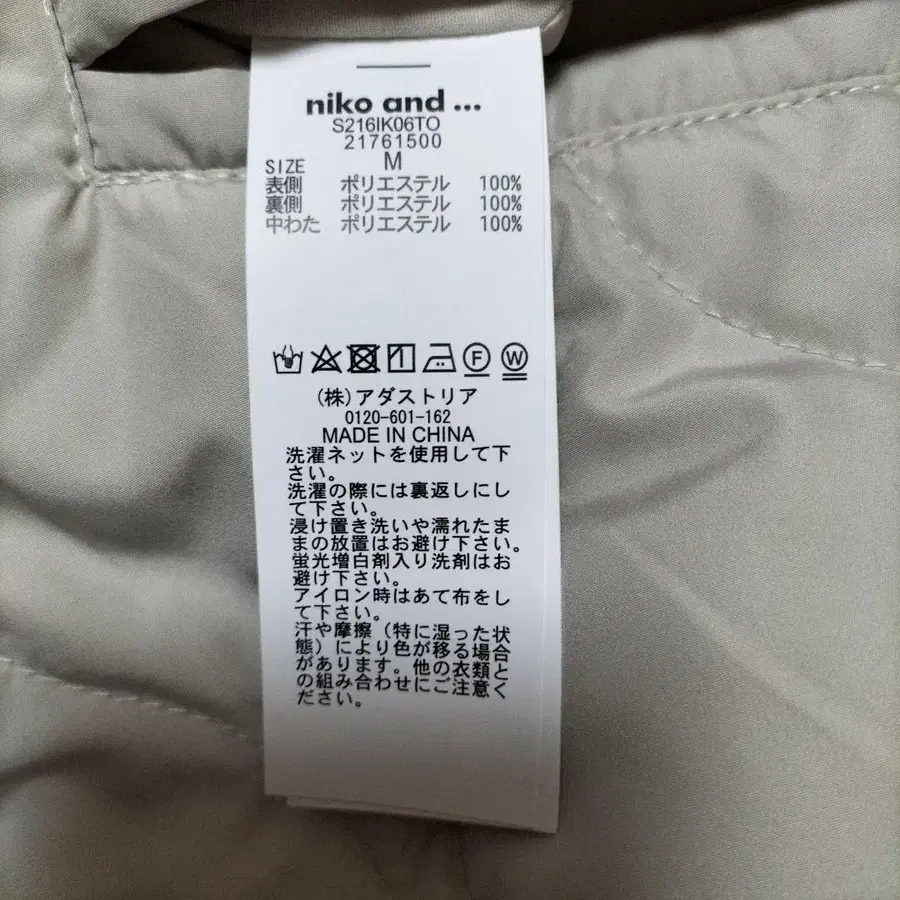 niko and ...
S216IK06TO
21761500
SIZE M
表側 ポリエステル 100%
裏側 ポリエステル 100%
中わた ポリエステル 100%
F W
(株)アダストリア
0120-601-162
MADE IN CHINA
洗濯ネットを使用して下
さい。
洗濯の際には裏返しにし
て下さい。
浸け置き洗いや濡れたま
まの放置はお避け下さい。
蛍光増白剤入り洗剤はお
避け下さい。
アイロン時はあて布をし
て下さい。
汗や摩擦（特に湿った状
態）により色が移る場合
があります。他の衣類と
の組み合わせにご注意く
ださい。